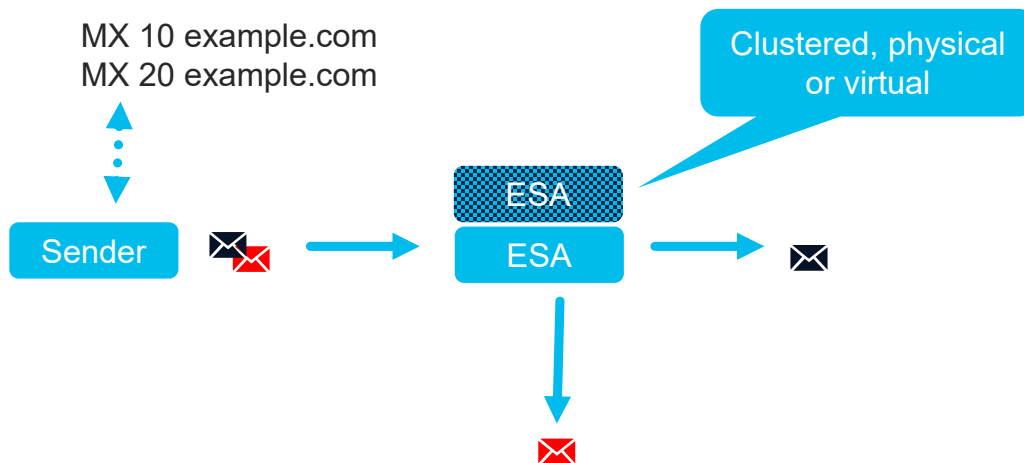 MX 10 example.com
MX 20 example.com
Clustered, physical
or virtual
ESA
Sender
ESA